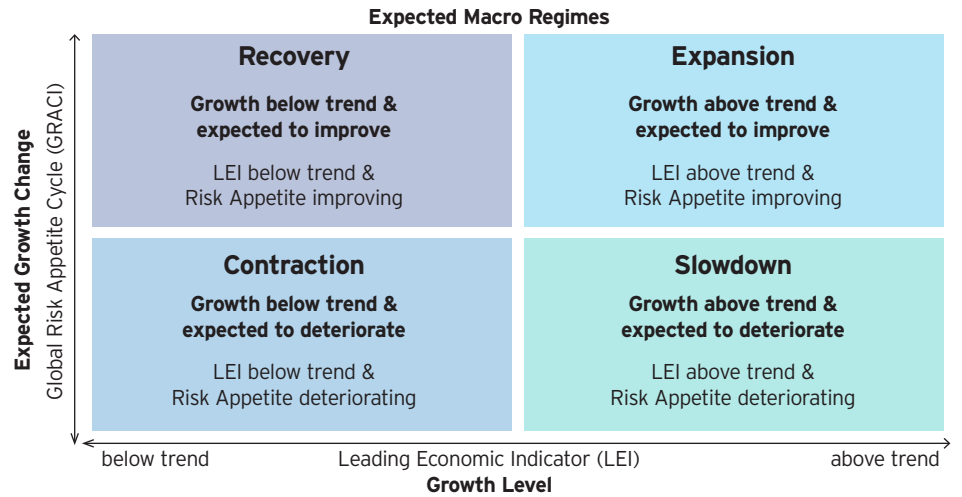 Expected Macro Regimes
Expected Growth Change
Global Risk Appetite Cycle (GRACI)
Recovery
Growth below trend &
expected to improve
LEI below trend &
Risk Appetite improving
Expansion
Growth above trend &
expected to improve
LEI above trend &
Risk Appetite improving
Contraction
Growth below trend &
expected to deteriorate
LEI below trend &
Risk Appetite deteriorating
Slowdown
Growth above trend &
expected to deteriorate
LEI above trend &
Risk Appetite deteriorating
below trend
Leading Economic Indicator (LEI)
above trend
Growth Level